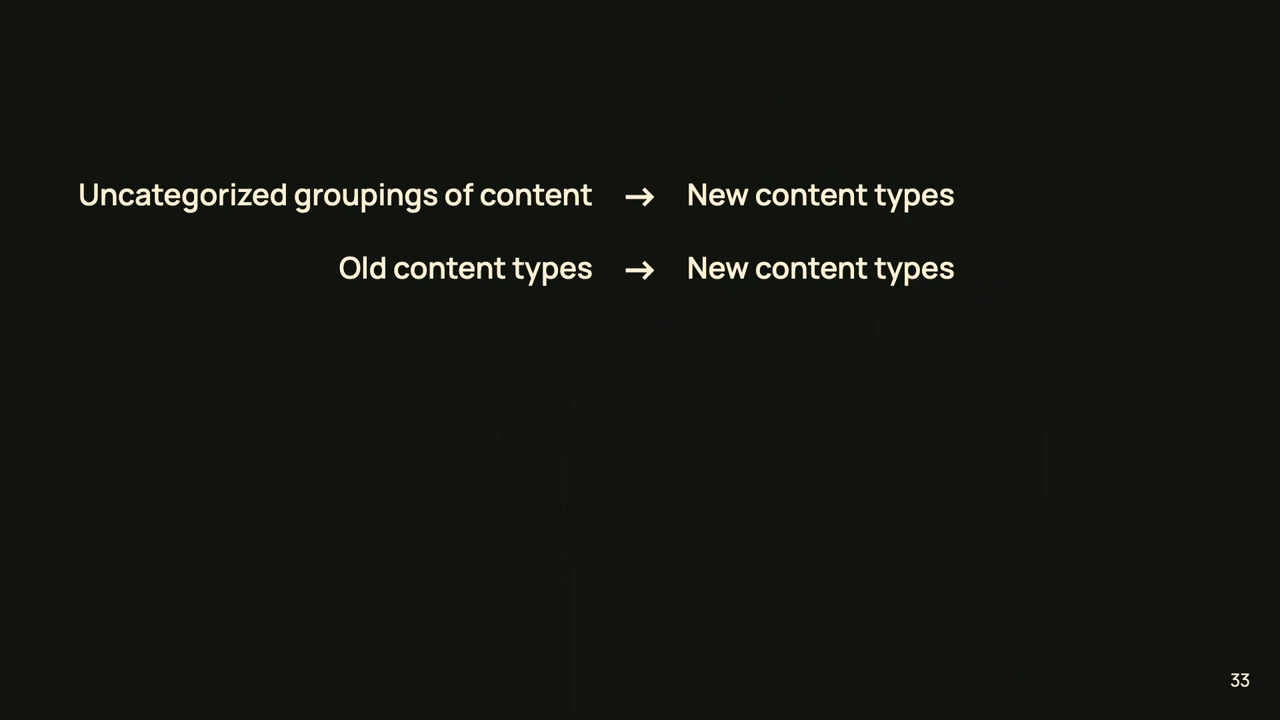 Uncategorized groupings of content → New content types
Old content types → New content types
33